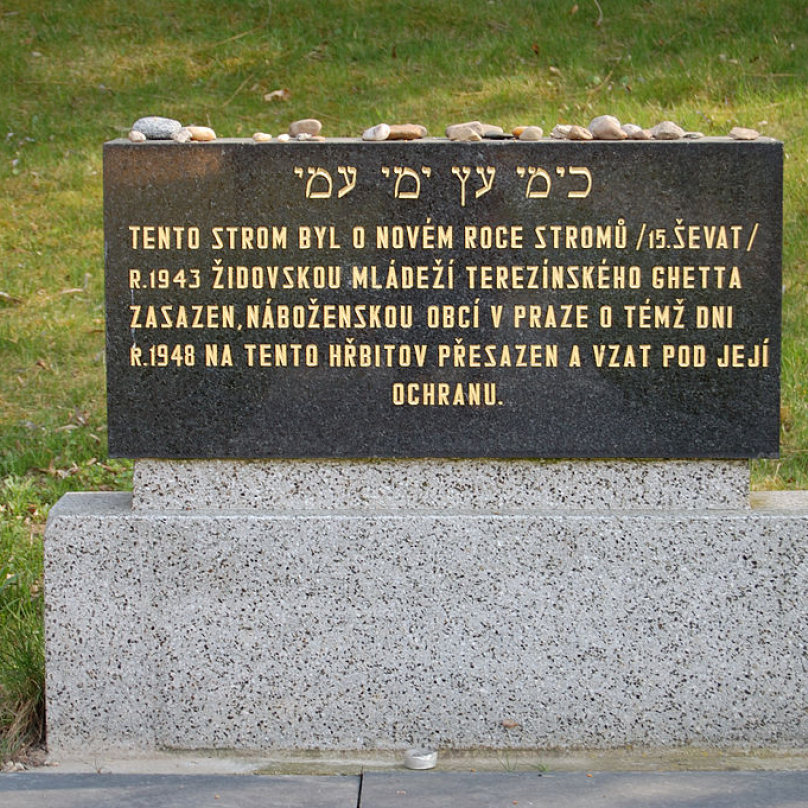 כימי עץ ימי עמי
TENTO STROM BYL O NOVÉM ROCE STROMŮ /15.ŠEVAT/
R.1943 ŽIDOVSKOU MLÁDEŽÍ TEREZÍNSKÉHO GHETTA
ZASAZEN,NÁBOŽENSKOU OBCÍ V PRAZE O TÉMŽ DNI
R.1948 NA TENTO HŘBITOV PŘESAZEN A VZAT POD JEJÍ
OCHRANU.